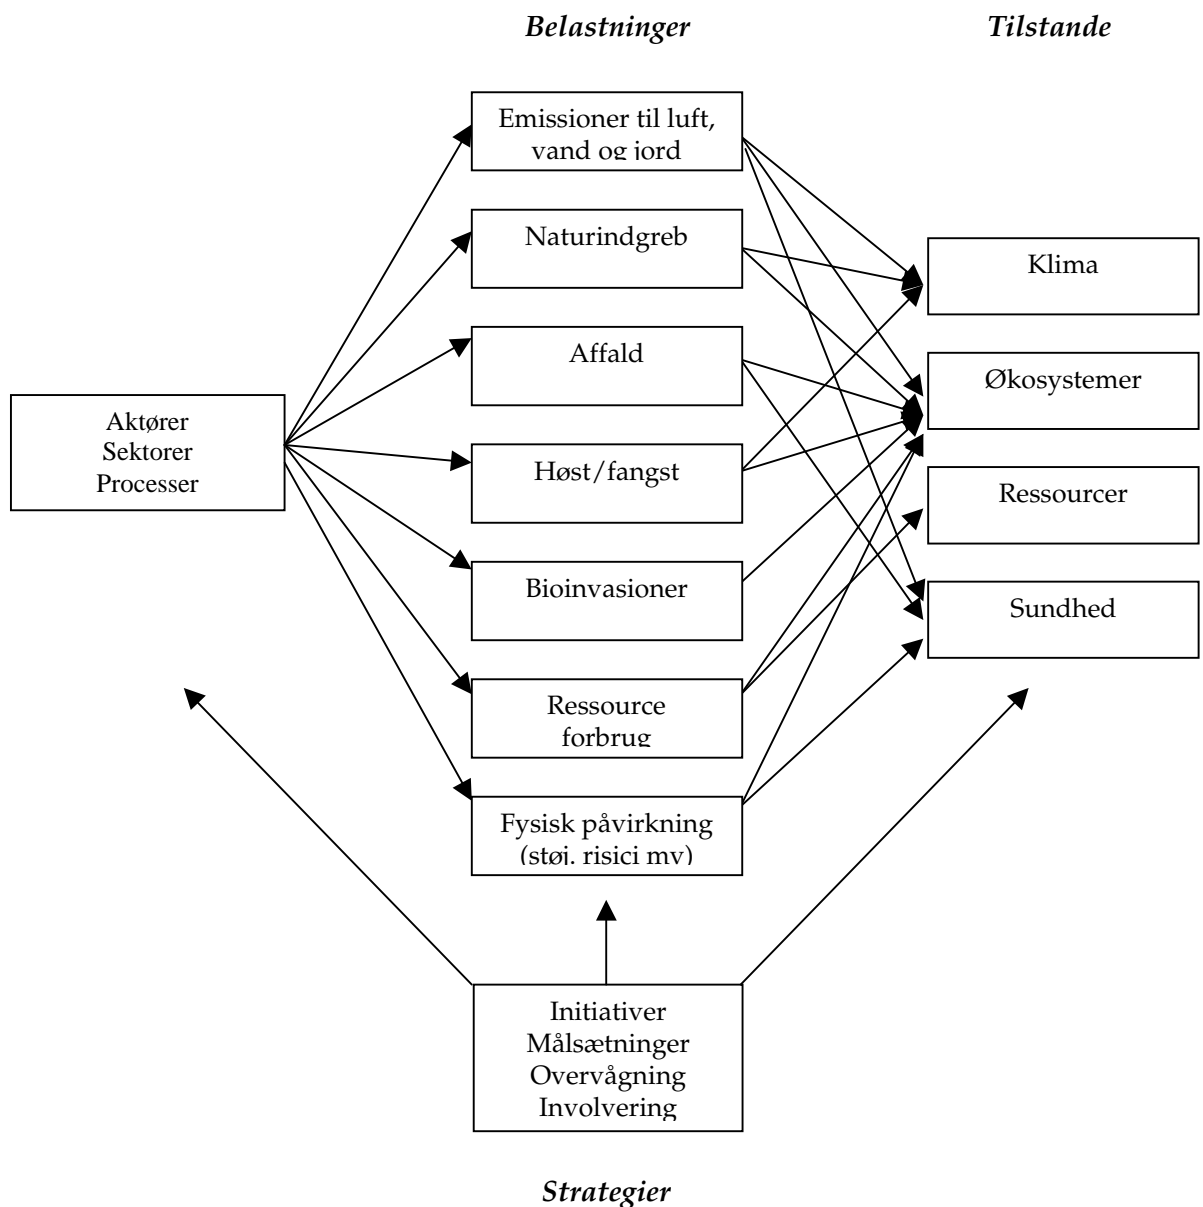 Belastninger
Tilstande
Emissioner til luft,
vand og jord
Naturindgreb
Klima
Affald
Økosystemer
Aktører
Sektorer
Processer
Høst/fangst
Ressourcer
Bioinvasioner
Sundhed
Ressource
forbrug
Fysisk påvirkning
(støj. risici mv)
Initiativer
Målsætninger
Overvågning
Involvering
Strategier